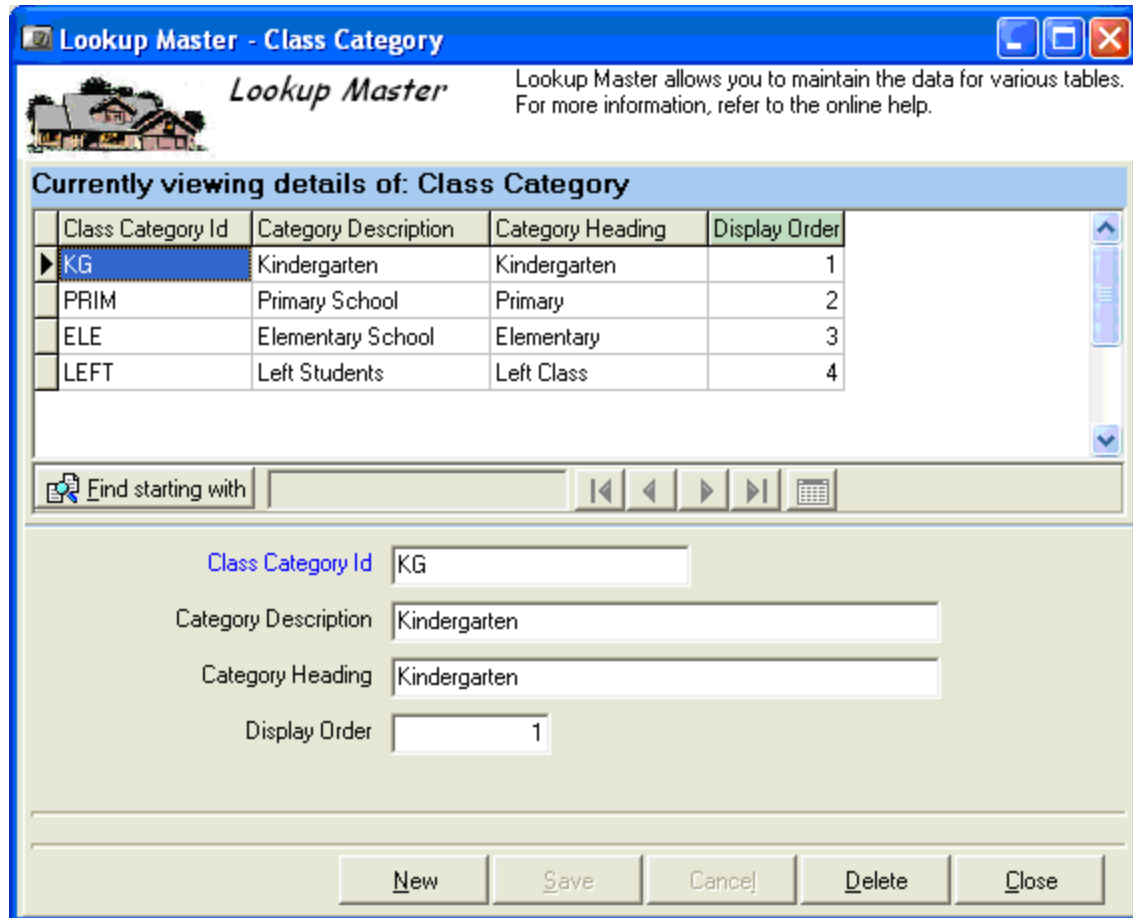 Lookup Master - Class Category
Lookup Master
Lookup Master allows you to maintain the data for various tables.
For more information, refer to the online help.
Currently viewing details of: Class Category
Class Category Id Category Description Category Heading Display Order
KG Kindergarten Kindergarten 1
PRIM Primary School Primary 2
ELE Elementary School Elementary 3
LEFT Left Students Left Class 4
Find starting with
Class Category Id KG
Category Description Kindergarten
Category Heading Kindergarten
Display Order 1
New Save Cancel Delete Close